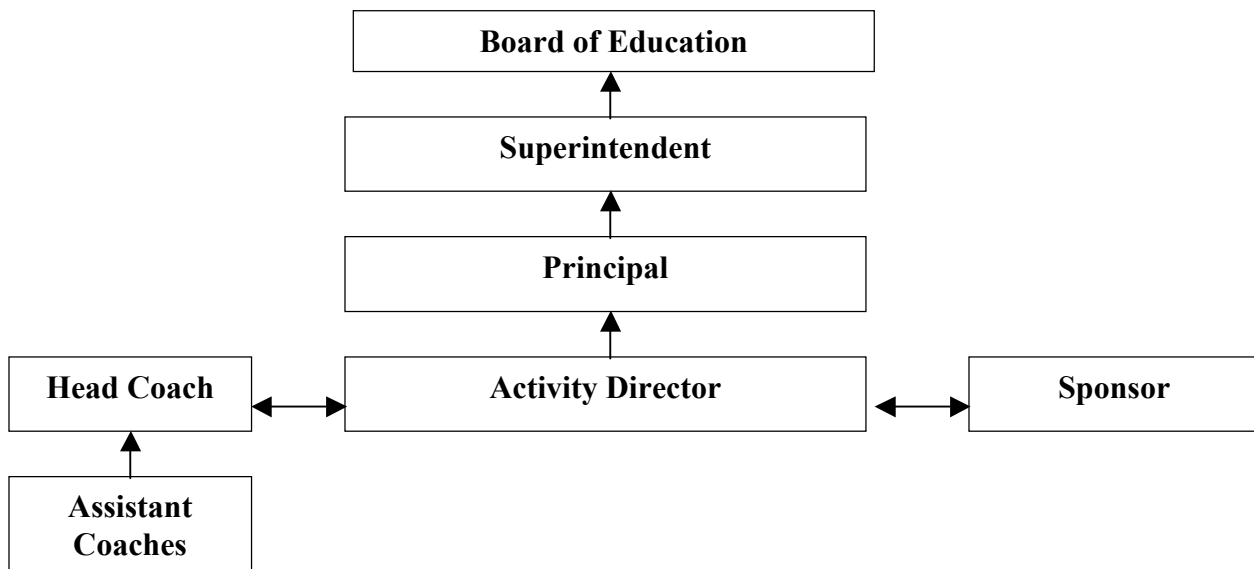 Board of Education
Superintendent
Principal
Head Coach
Activity Director
Sponsor
Assistant
Coaches